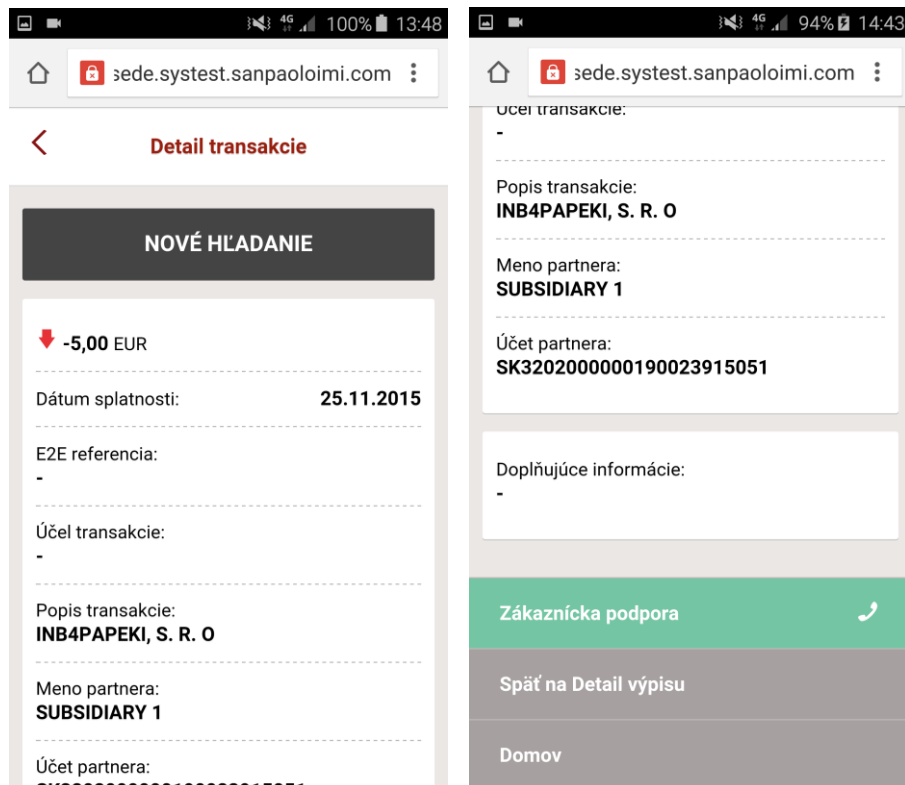 4G 100% 13:48
sede.systest.sanpaoloimi.com
Detail transakcie
NOVÉ HĽADANIE
-5,00 EUR
Dátum splatnosti: 25.11.2015
E2E referencia:
-
Účel transakcie:
-
Popis transakcie:
INB4PAPEKI, S. R. O
Meno partnera:
SUBSIDIARY 1
Účet partnera:
4G 94% 14:43
sede.systest.sanpaoloimi.com
Účel transakcie:
-
Popis transakcie:
INB4PAPEKI, S. R. O
Meno partnera:
SUBSIDIARY 1
Účet partnera:
SK3202000000190023915051
Doplňujúce informácie:
-
Zákaznícka podpora
Späť na Detail výpisu
Domov